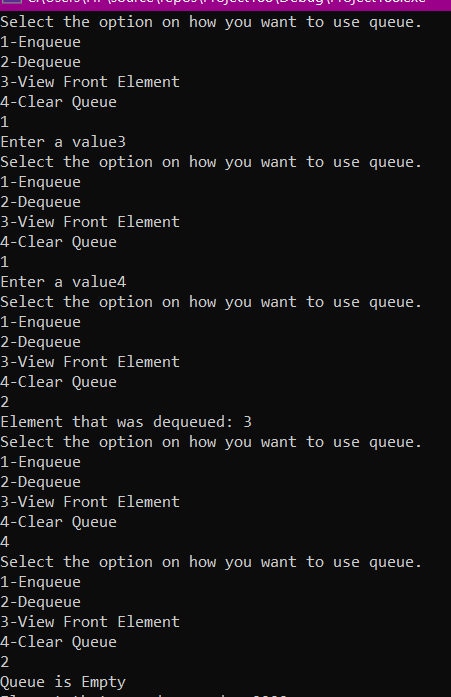 Select the option on how you want to use queue.
1-Enqueue
2-Dequeue
3-View Front Element
4-Clear Queue
1
Enter a value3
Select the option on how you want to use queue.
1-Enqueue
2-Dequeue
3-View Front Element
4-Clear Queue
1
Enter a value4
Select the option on how you want to use queue.
1-Enqueue
2-Dequeue
3-View Front Element
4-Clear Queue
2
Element that was dequeued: 3
Select the option on how you want to use queue.
1-Enqueue
2-Dequeue
3-View Front Element
4-Clear Queue
4
Select the option on how you want to use queue.
1-Enqueue
2-Dequeue
3-View Front Element
4-Clear Queue
2
Queue is Empty